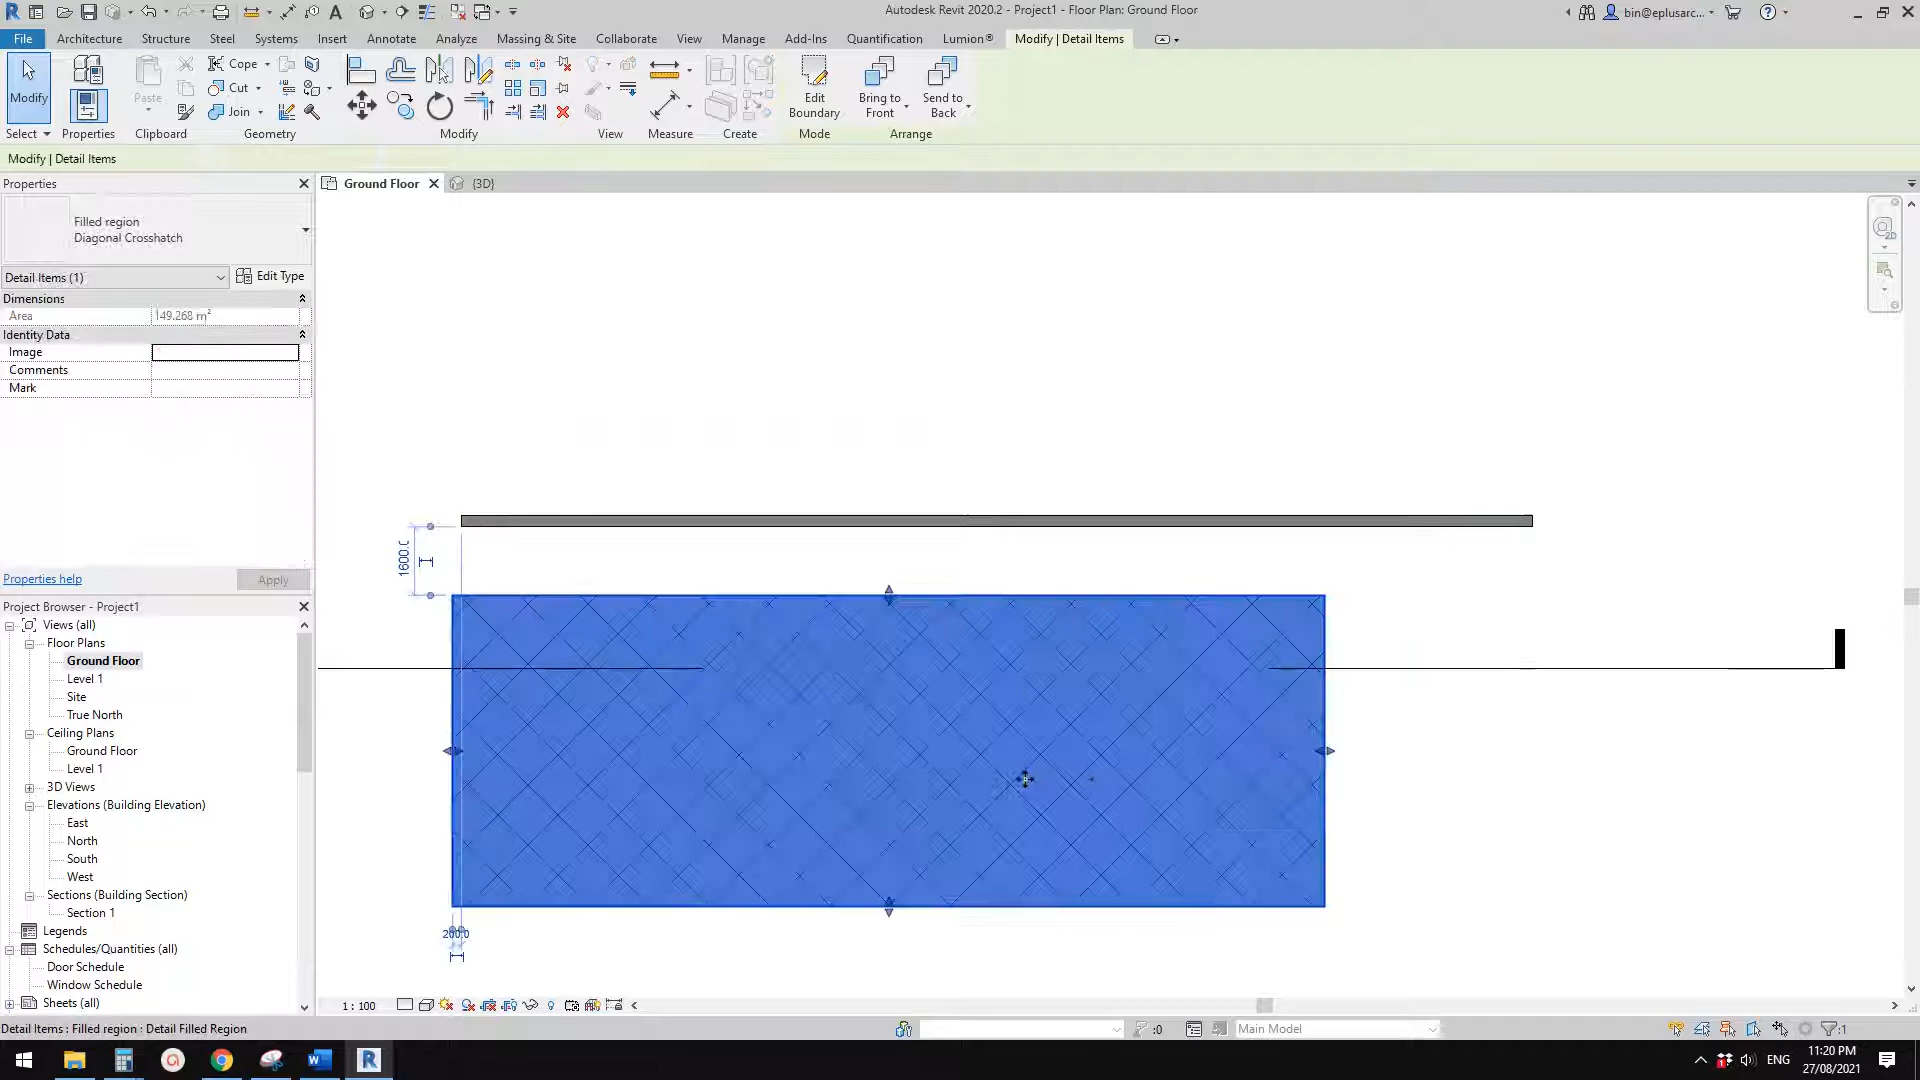 Autodesk Revit 2020.2 - Project1 - Floor Plan: Ground Floor
bin@eplusarc...
File Architecture Structure Steel Systems Insert Annotate Analyze Massing & Site Collaborate View Manage Add-Ins Quantification Lumion® Modify | Detail Items
Cope
Cut
Join
Modify
Paste
Edit Boundary
Bring to Front
Send to Back
Select Properties Clipboard Geometry Modify View Measure Create Mode Arrange
Modify | Detail Items
Properties
Ground Floor
{3D}
Filled region
Diagonal Crosshatch
Detail Items (1)
Edit Type
Dimensions
Area 149.268 m²
Identity Data
Image
Comments
Mark
Properties help
Apply
Project Browser - Project1
Views (all)
Floor Plans
Ground Floor
Level 1
Site
True North
Ceiling Plans
Ground Floor
Level 1
3D Views
Elevations (Building Elevation)
East
North
South
West
Sections (Building Section)
Section 1
Legends
Schedules/Quantities (all)
Door Schedule
Window Schedule
Sheets (all)
1600.0
200.0
2D
1 : 100
Detail Items : Filled region : Detail Filled Region
:0
Main Model
:1
ENG
11:20 PM
27/08/2021